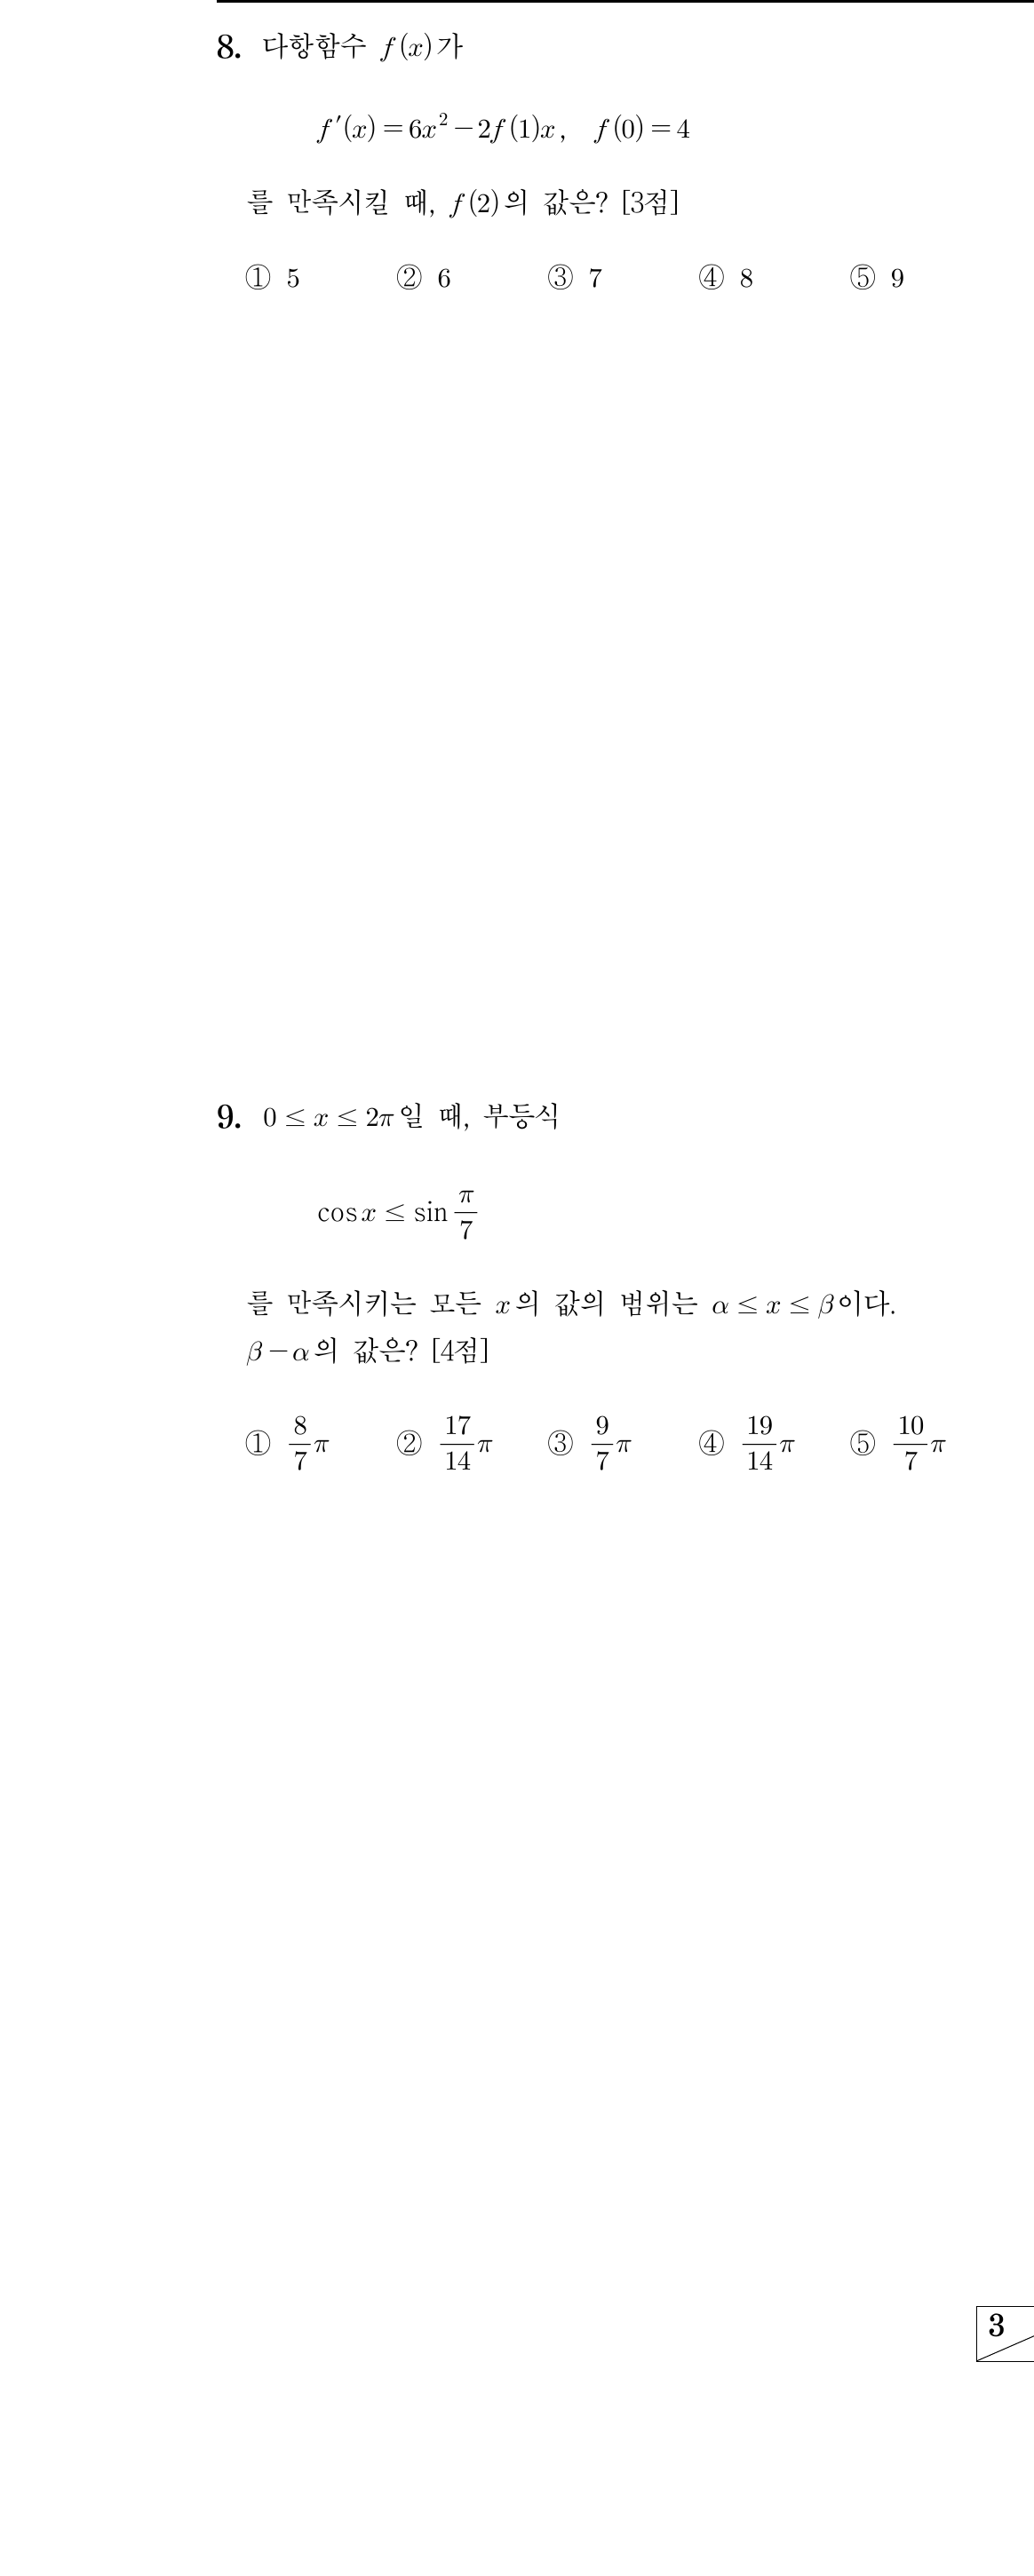 8. 다항함수 f(x)가
f′(x)=6x²−2f(1)x, f(0)=4
를 만족시킬 때, f(2)의 값은? [3점]
① 5 ② 6 ③ 7 ④ 8 ⑤ 9
9. 0≤x≤2π일 때, 부등식
cos x ≤ sin π/7
를 만족시키는 모든 x의 값의 범위는 α≤x≤β이다.
β−α의 값은? [4점]
① 8/7π ② 17/14π ③ 9/7π ④ 19/14π ⑤ 10/7π
3